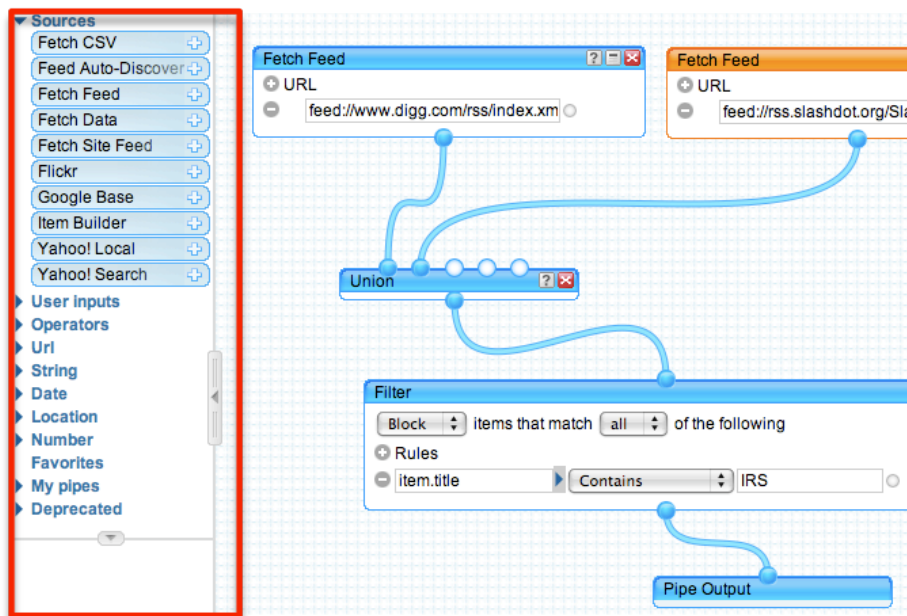 Sources
Fetch CSV
Feed Auto-Discover
Fetch Feed
Fetch Data
Fetch Site Feed
Flickr
Google Base
Item Builder
Yahoo! Local
Yahoo! Search
User inputs
Operators
Url
String
Date
Location
Number
Favorites
My pipes
Deprecated
Fetch Feed
URL
feed://www.digg.com/rss/index.xm
Fetch Feed
URL
feed://rss.slashdot.org/Sla
Union
Filter
Block items that match all of the following
Rules
item.title Contains IRS
Pipe Output